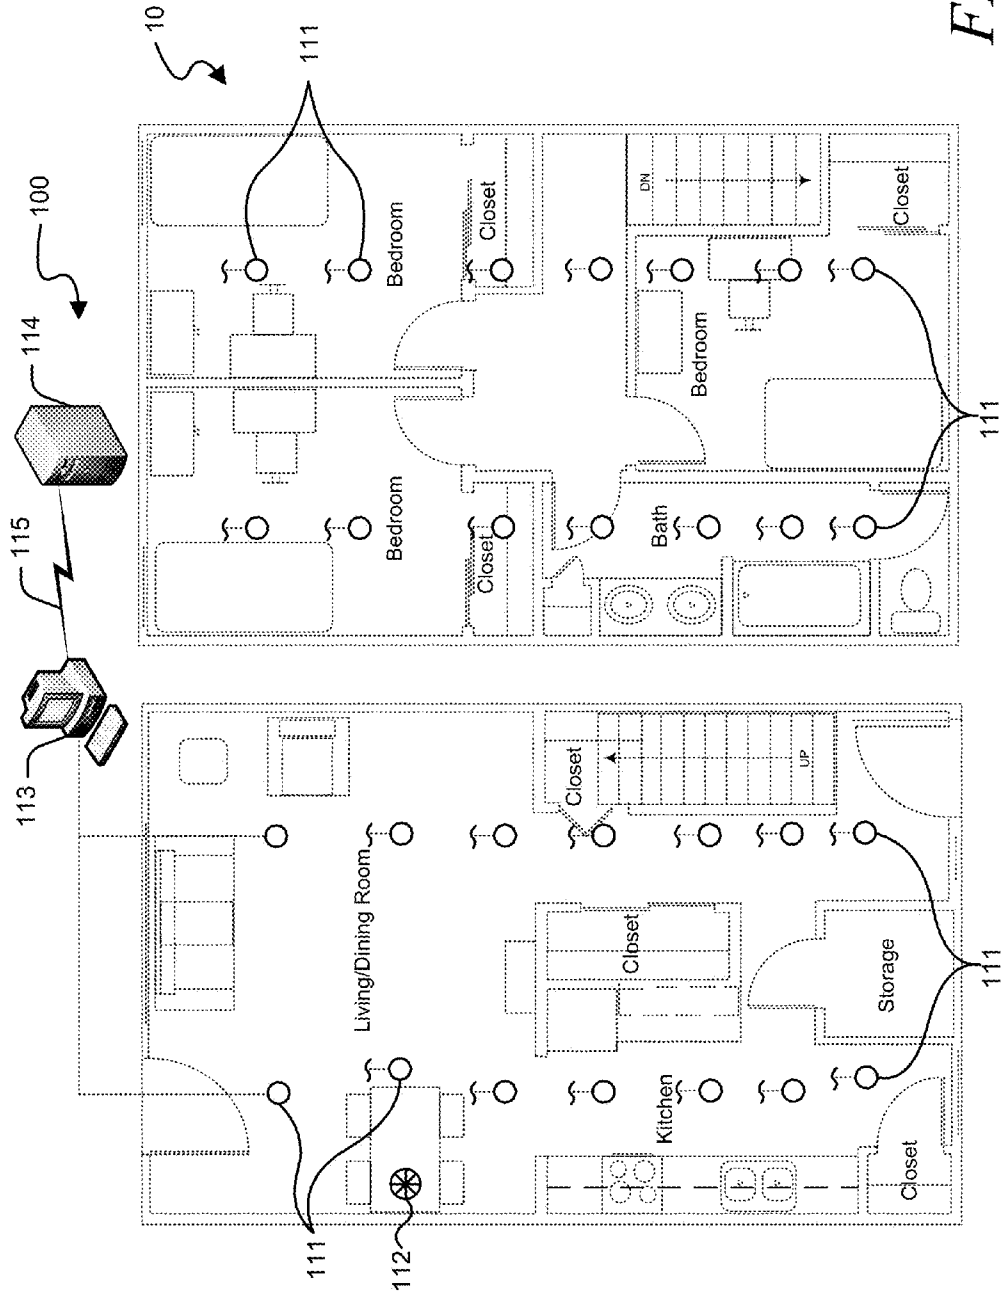 113
115
114
100
10
111
111
Living/Dining Room
112
Bedroom
Bedroom
Closet
Closet
Closet
Closet
DN
Kitchen
Bath
Bedroom
UP
Closet
Storage
Closet
111
111